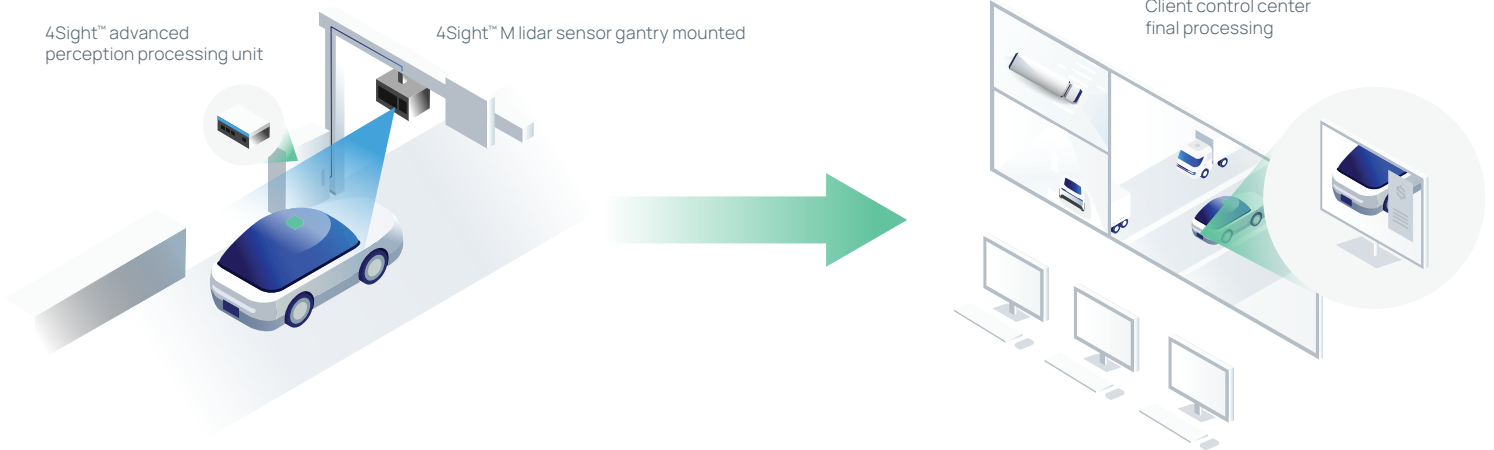 4Sight™ advanced
perception processing unit
4Sight™ M lidar sensor gantry mounted
Client control center
final processing
$